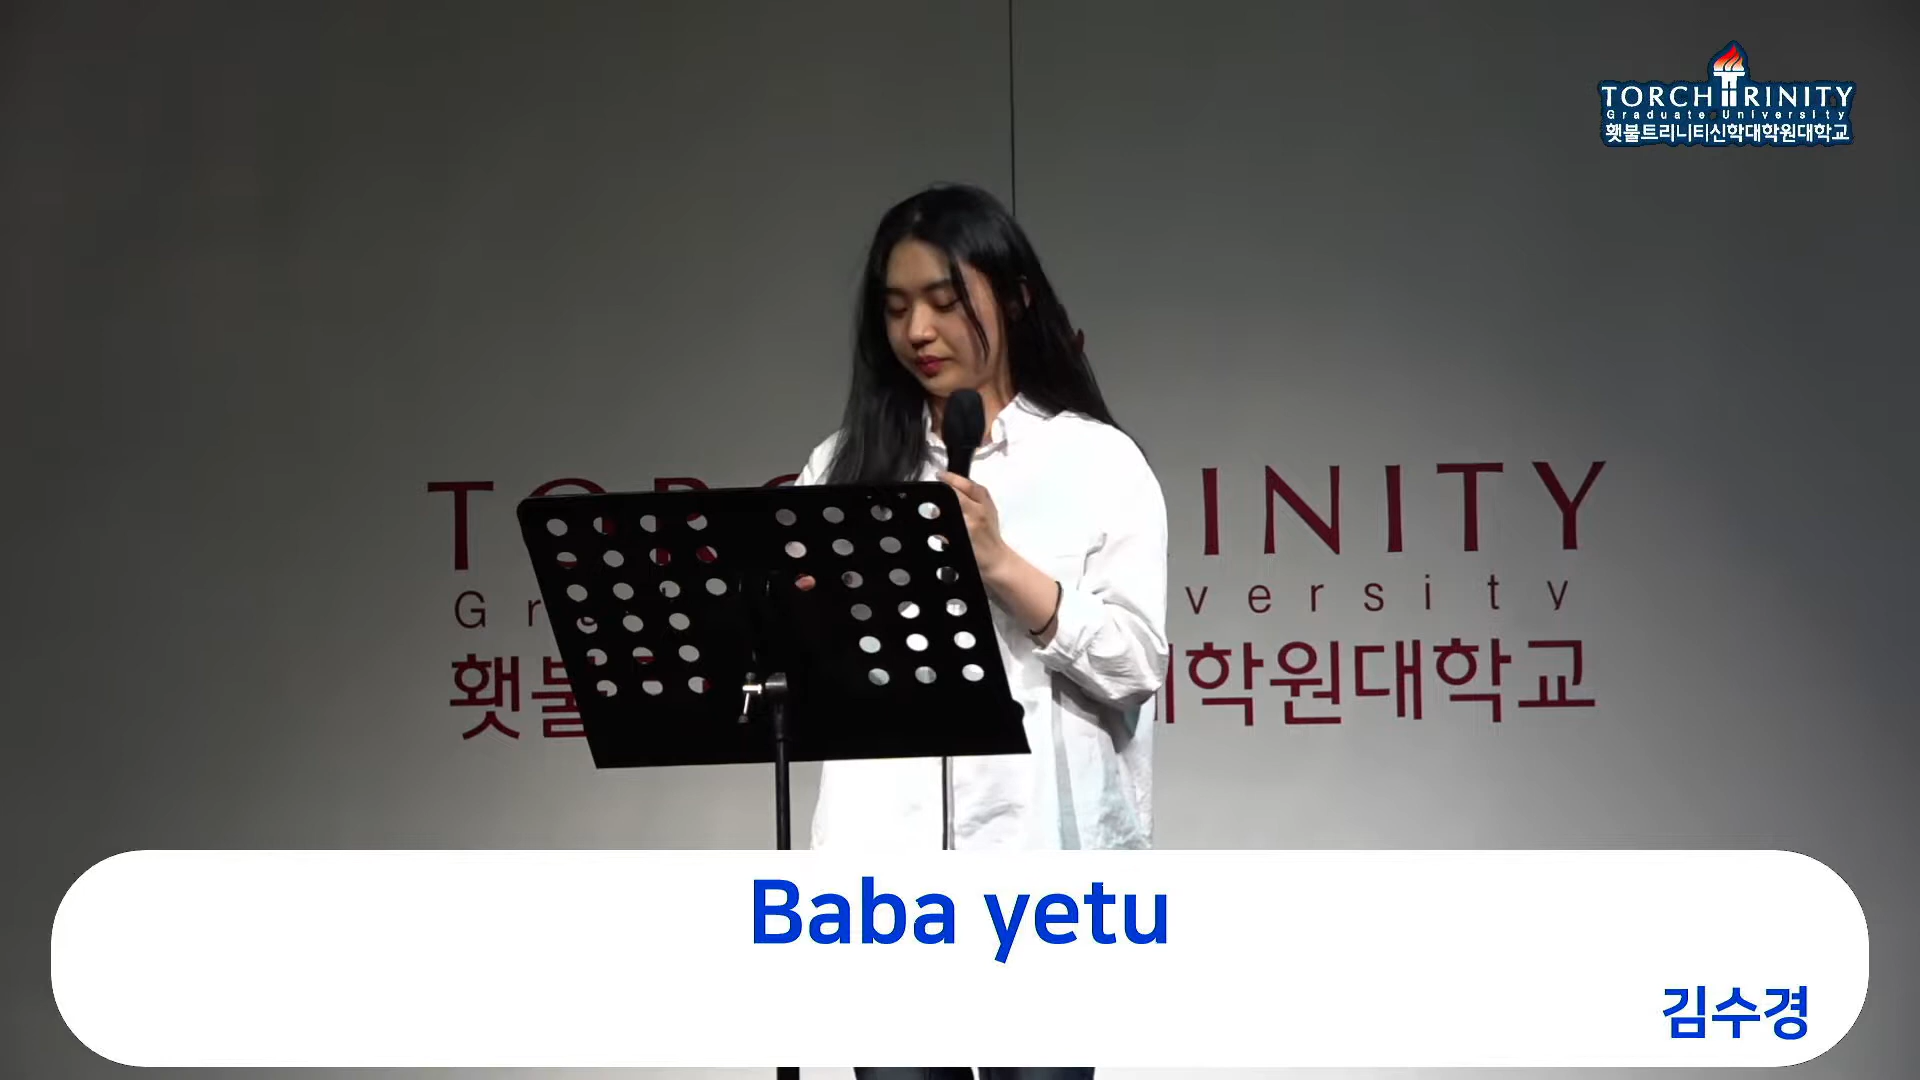 TORCH TRINITY
Graduate University
횃불트리니티신학대학원대학교
INITY
versity
학원대학교
Baba yetu
김수경